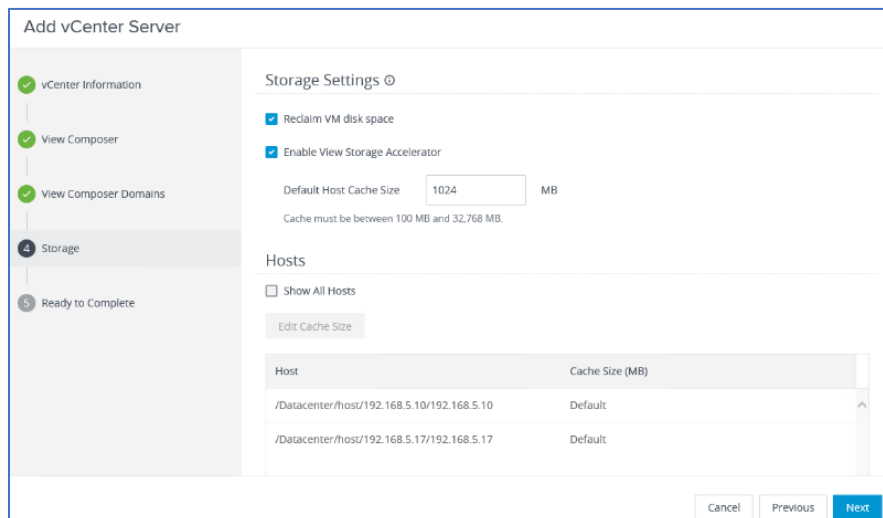 Add vCenter Server
vCenter Information
View Composer
View Composer Domains
4 Storage
5 Ready to Complete
Storage Settings
Reclaim VM disk space
Enable View Storage Accelerator
Default Host Cache Size 1024 MB
Cache must be between 100 MB and 32,768 MB.
Hosts
Show All Hosts
Edit Cache Size
Host Cache Size (MB)
/Datacenter/host/192.168.5.10/192.168.5.10 Default
/Datacenter/host/192.168.5.17/192.168.5.17 Default
Cancel Previous Next